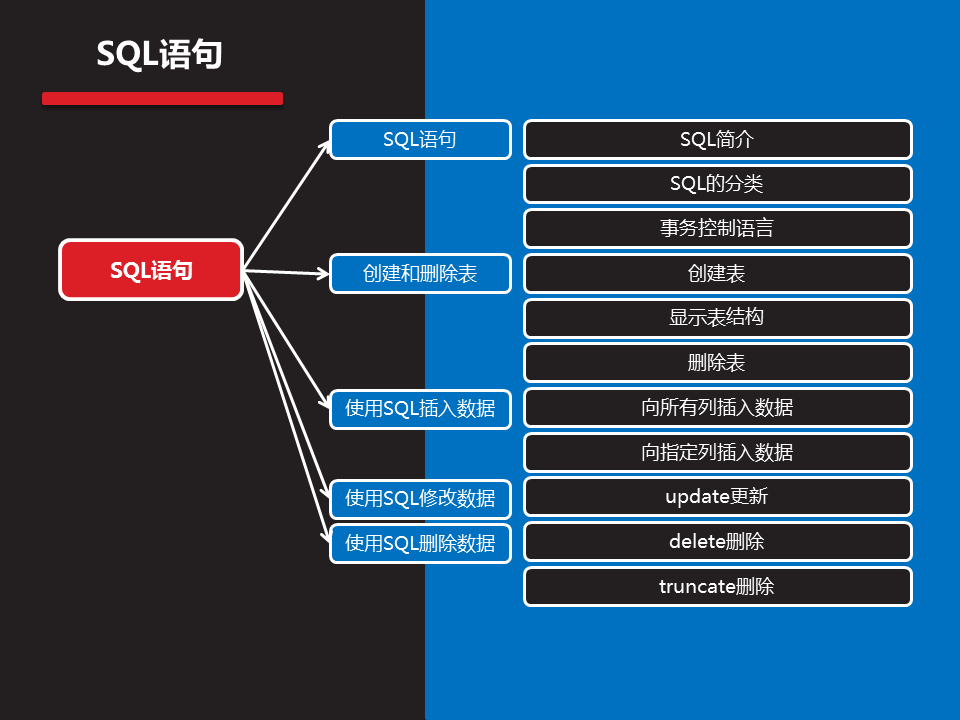 SQL语句
SQL语句
SQL语句
SQL简介
SQL的分类
事务控制语言
创建和删除表
创建表
显示表结构
删除表
使用SQL插入数据
向所有列插入数据
向指定列插入数据
使用SQL修改数据
update更新
使用SQL删除数据
delete删除
truncate删除